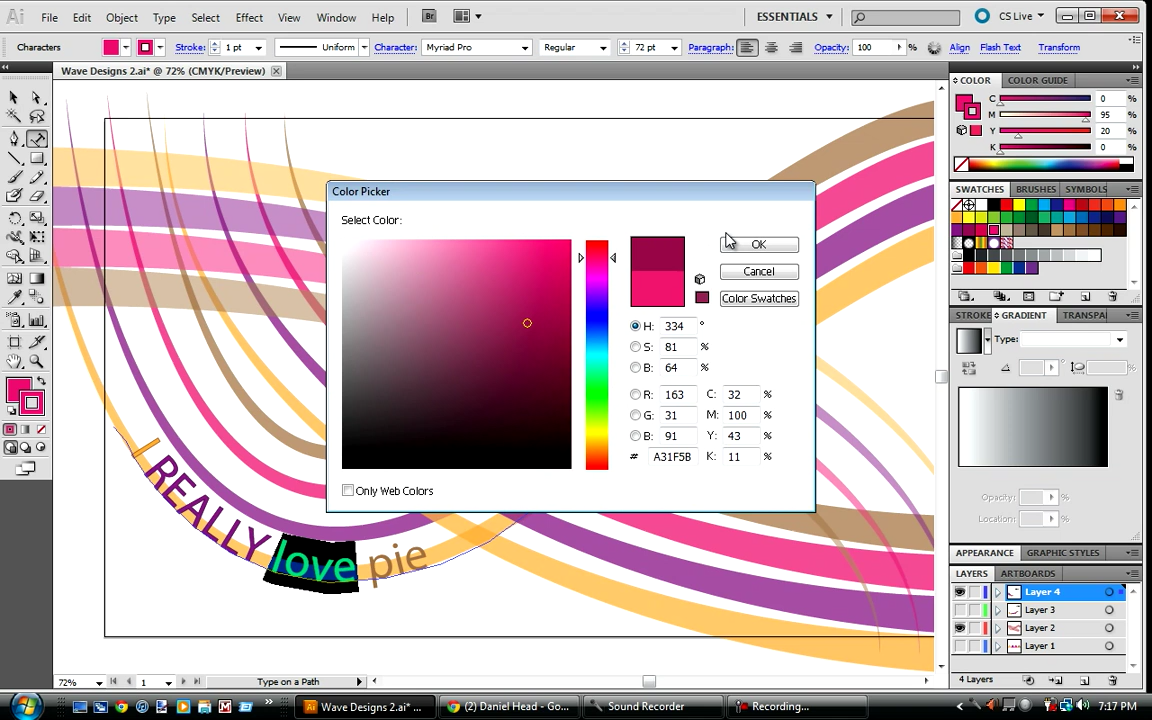 Ai File Edit Object Type Select Effect View Window Help Br ESSENTIALS CS Live
Characters Stroke: 1 pt Uniform Character: Myriad Pro Regular 72 pt Paragraph: Opacity: 100 % Align Flash Text Transform
Wave Designs 2.ai* @ 72% (CMYK/Preview)
COLOR COLOR GUIDE
C 0 %
M 95 %
Y 20 %
K 0 %
SWATCHES BRUSHES SYMBOLS
STROKE GRADIENT TRANSPA
Type:
Opacity: %
Location: %
APPEARANCE GRAPHIC STYLES
LAYERS ARTBOARDS
Layer 4
Layer 3
Layer 2
Layer 1
4 Layers
Color Picker
Select Color:
OK
Cancel
Color Swatches
H: 334 °
S: 81 %
B: 64 %
R: 163 C: 32 %
G: 31 M: 100 %
B: 91 Y: 43 %
# A31F5B K: 11 %
Only Web Colors
I REALLY love pie
72% 1 Type on a Path
Wave Designs 2.ai* ... (2) Daniel Head - Go... Sound Recorder Recording... 7:17 PM